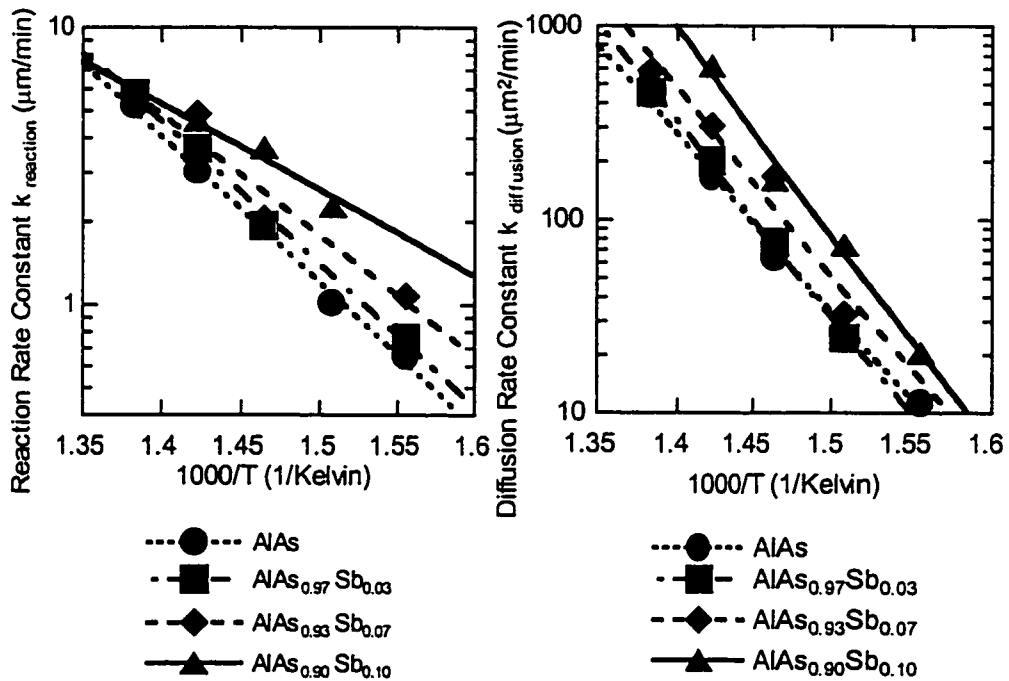 Reaction Rate Constant k reaction (μm/min)
10
1
1.35 1.4 1.45 1.5 1.55 1.6
1000/T (1/Kelvin)
AlAs
AlAs0.97Sb0.03
AlAs0.93Sb0.07
AlAs0.90Sb0.10
Diffusion Rate Constant k diffusion (μm²/min)
1000
100
10
1.35 1.4 1.45 1.5 1.55 1.6
1000/T (1/Kelvin)
AlAs
AlAs0.97Sb0.03
AlAs0.93Sb0.07
AlAs0.90Sb0.10